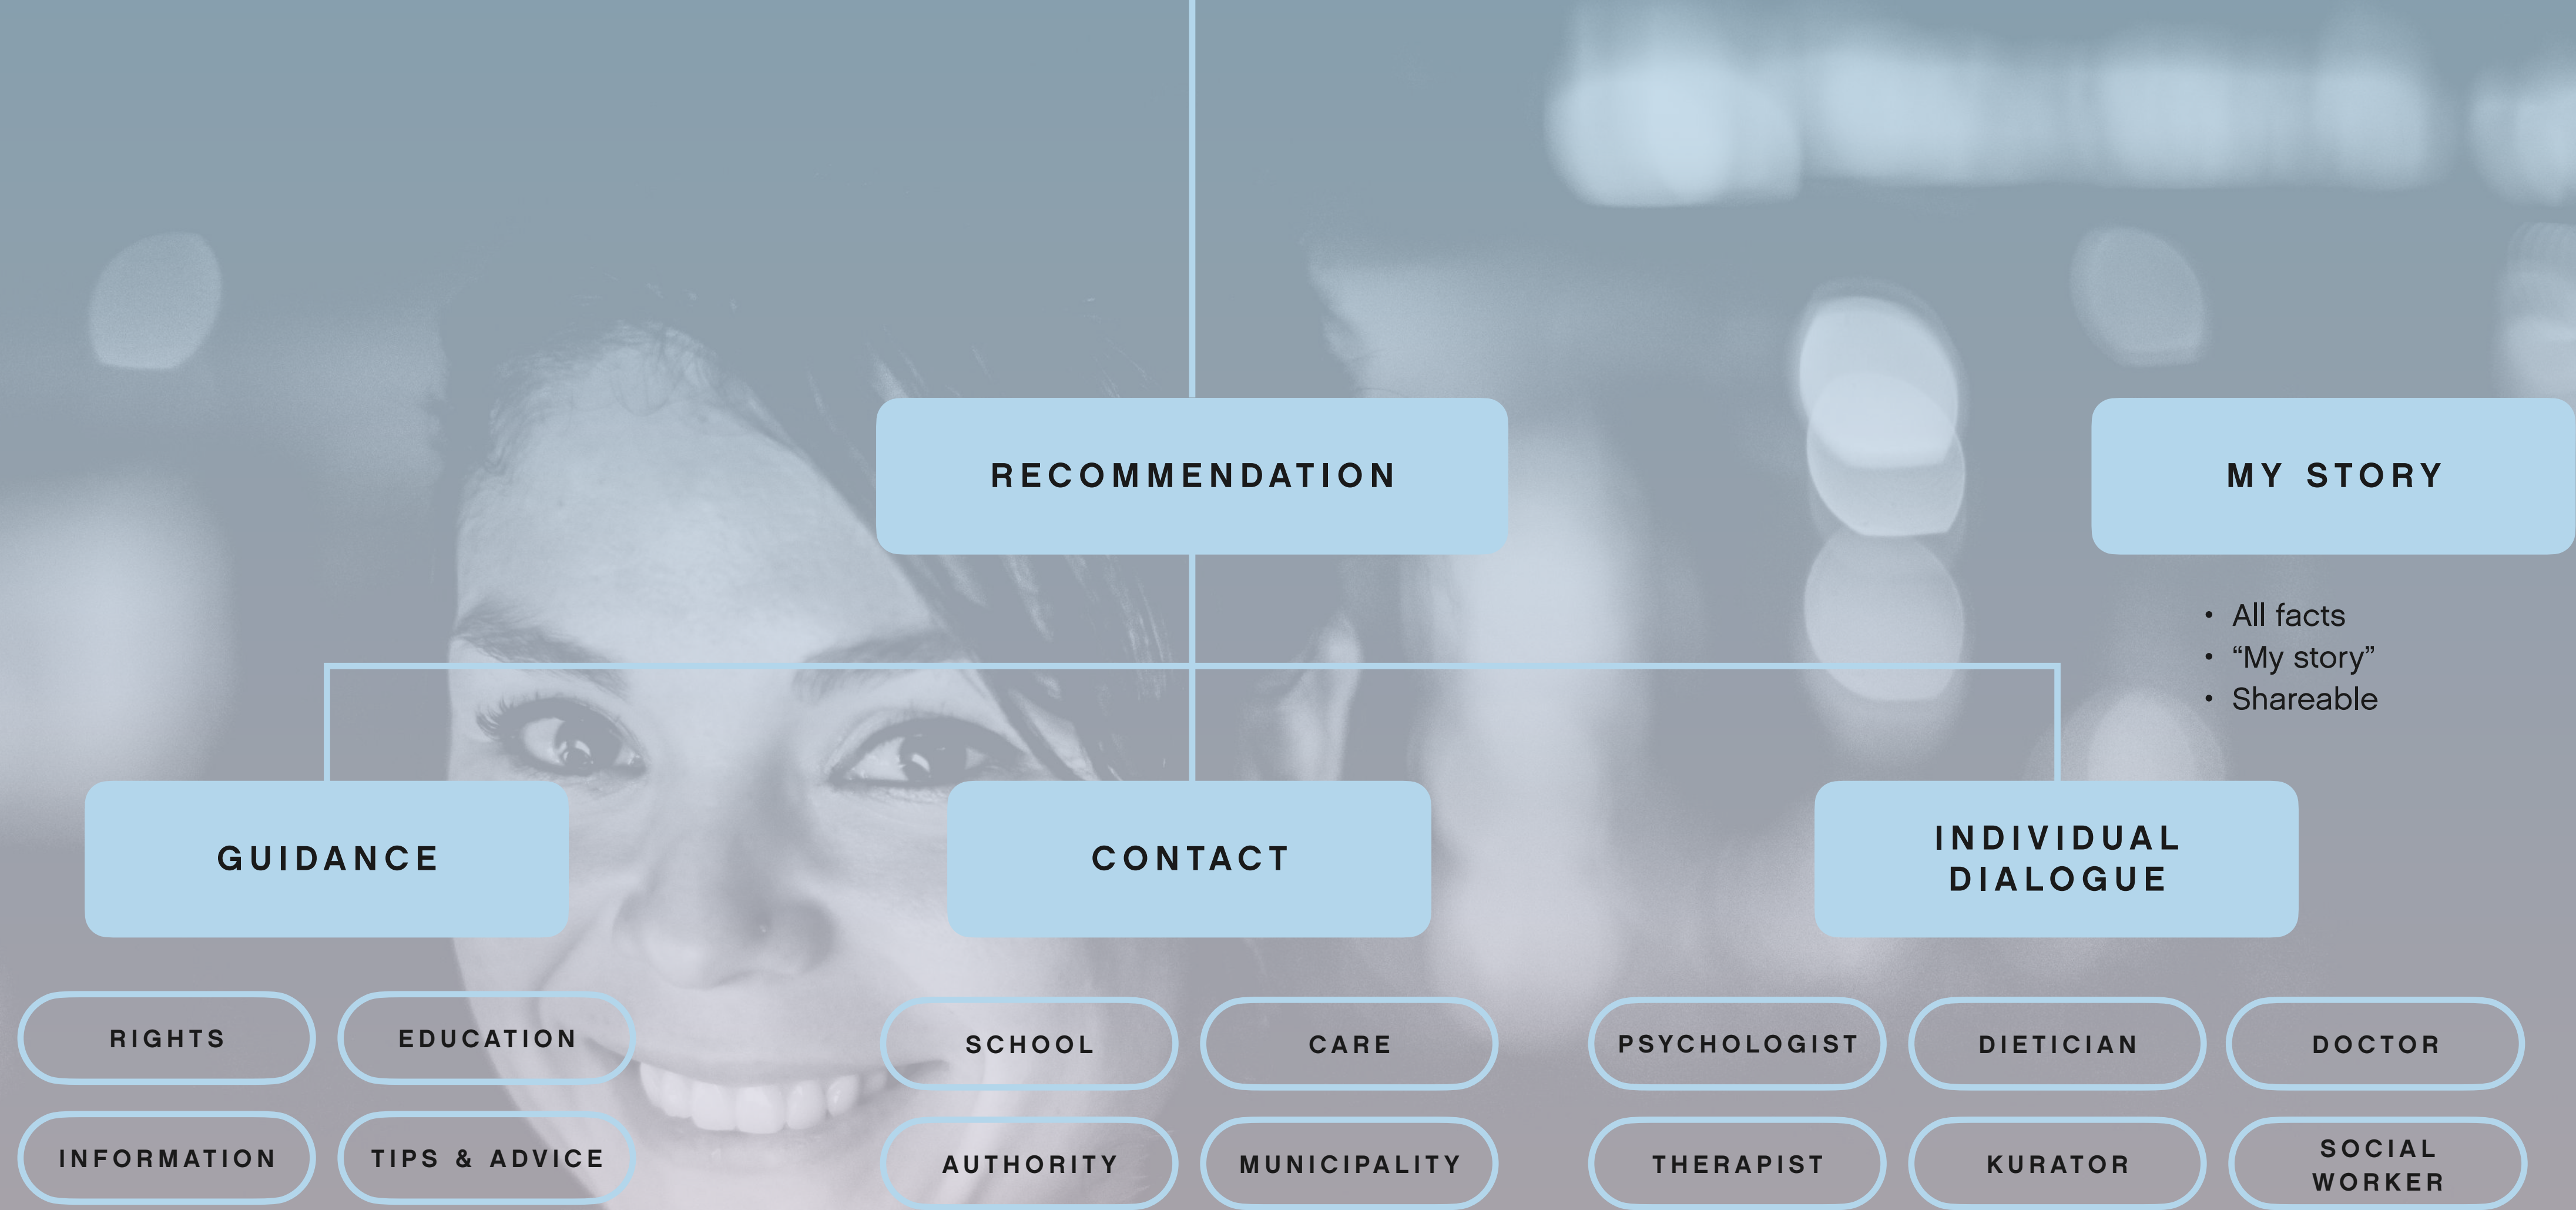 RECOMMENDATION
MY STORY
• All facts
• “My story”
• Shareable
GUIDANCE
CONTACT
INDIVIDUAL
DIALOGUE
RIGHTS
EDUCATION
SCHOOL
CARE
PSYCHOLOGIST
DIETICIAN
DOCTOR
INFORMATION
TIPS & ADVICE
AUTHORITY
MUNICIPALITY
THERAPIST
KURATOR
SOCIAL
WORKER